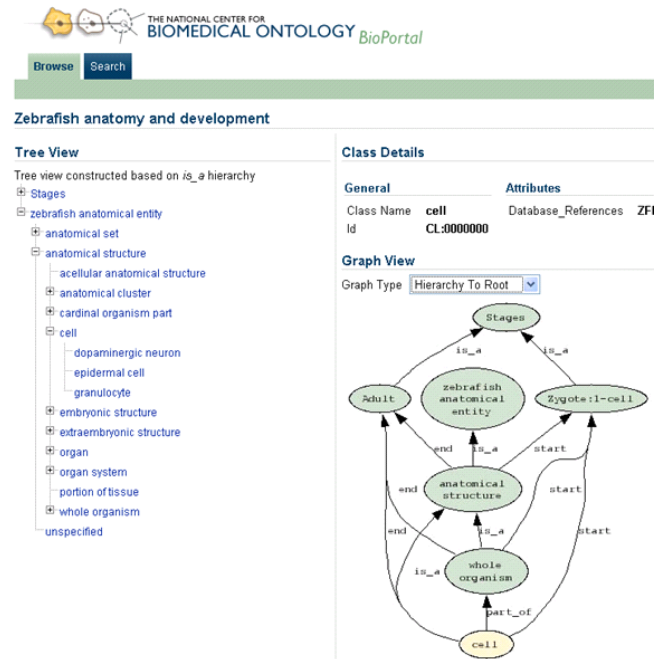 THE NATIONAL CENTER FOR
BIOMEDICAL ONTOLOGY BioPortal
Browse Search
Zebrafish anatomy and development
Tree View
Tree view constructed based on is_a hierarchy
Stages
zebrafish anatomical entity
anatomical set
anatomical structure
acellular anatomical structure
anatomical cluster
cardinal organism part
cell
dopaminergic neuron
epidermal cell
granulocyte
embryonic structure
extraembryonic structure
organ
organ system
portion of tissue
whole organism
unspecified
Class Details
General Attributes
Class Name cell Database_References
Id CL:0000000
Graph View
Graph Type Hierarchy To Root
Stages
is_a is_a
Adult
zebrafish
anatomical
entity
Zygote:1-cell
end is_a start
anatomical
structure
end start
end is_a start
whole
organism
is_a
part_of
cell